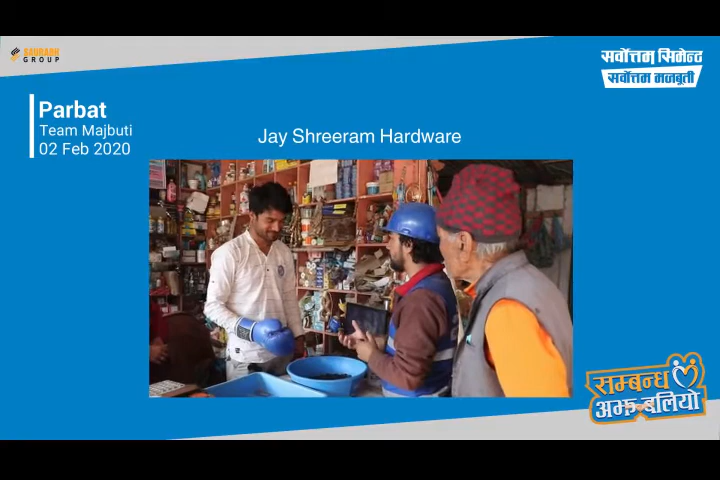 SAURABH
GROUP
सर्वोत्तम सिमेन्ट
सर्वोत्तम मजबूती
Parbat
Team Majbuti
02 Feb 2020
Jay Shreeram Hardware
सम्बन्ध
अझ बलियो